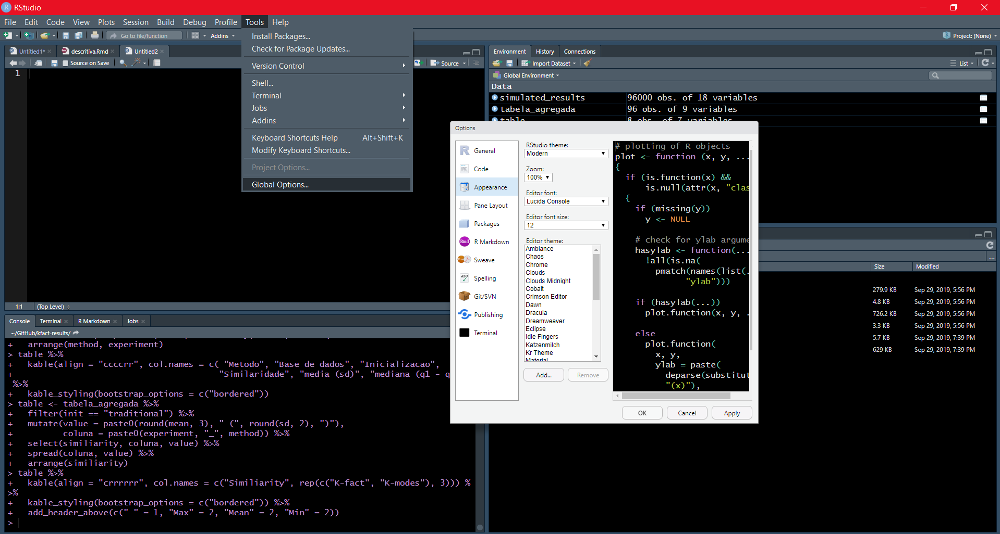 RStudio
File Edit Code View Plots Session Build Debug Profile Tools Help
Go to file/function Addins Project: (None)
Untitled1* descritiva.Rmd Untitled2
Source on Save Source
1
1:1 (Top Level)
Install Packages...
Check for Package Updates...
Version Control
Shell...
Terminal
Jobs
Addins
Keyboard Shortcuts Help Alt+Shift+K
Modify Keyboard Shortcuts...
Project Options...
Global Options...
Environment History Connections
Import Dataset List
Global Environment
Data
simulated_results 96000 obs. of 18 variables
tabela_agregada 96 obs. of 9 variables
table 8 obs. of 7 variables
Options
General
Code
Appearance
Pane Layout
Packages
Rmd R Markdown
Sweave
ABC Spelling
Git/SVN
Publishing
Terminal
RStudio theme:
Modern
Zoom:
100%
Editor font:
Lucida Console
Editor font size:
12
Editor theme:
Ambiance
Chaos
Chrome
Clouds
Clouds Midnight
Cobalt
Crimson Editor
Dawn
Dracula
Dreamweaver
Eclipse
Idle Fingers
Katzenmilch
Kr Theme
Material
Add... Remove
# plotting of R objects
plot <- function (x, y, ...
{
if (is.function(x) &&
is.null(attr(x, "clas
{
if (missing(y))
y <- NULL
# check for ylab argume
hasylab <- function(...
!all(is.na(
pmatch(names(list(.
"ylab")))
if (hasylab(...))
plot.function(x, y, .
else
plot.function(
x, y,
ylab = paste(
deparse(substitut
"(x)"),
OK Cancel Apply
...
Size Modified
279.9 KB Sep 29, 2019, 5:56 PM
4.8 KB Sep 29, 2019, 5:56 PM
726.2 KB Sep 29, 2019, 5:56 PM
3.3 KB Sep 29, 2019, 5:56 PM
5.7 KB Sep 29, 2019, 7:39 PM
629 KB Sep 29, 2019, 7:39 PM
Console Terminal R Markdown Jobs
~/GitHub/kfact-results/
+ arrange(method, experiment)
> table %>%
+ kable(align = "ccccrr", col.names = c( "Metodo", "Base de dados", "Inicializacao",
+ "Similaridade", "media (sd)", "mediana (q1 - q
%>%
+ kable_styling(bootstrap_options = c("bordered"))
> table <- tabela_agregada %>%
+ filter(init == "traditional") %>%
+ mutate(value = paste0(round(mean, 3), " (", round(sd, 2), ")"),
+ coluna = paste0(experiment, "_", method)) %>%
+ select(similiarity, coluna, value) %>%
+ spread(coluna, value) %>%
+ arrange(similiarity)
> table %>%
+ kable(align = "crrrrrr", col.names = c("Similiarity", rep(c("K-fact", "K-modes"), 3))) %
>%
+ kable_styling(bootstrap_options = c("bordered")) %>%
+ add_header_above(c(" " = 1, "Max" = 2, "Mean" = 2, "Min" = 2))
>